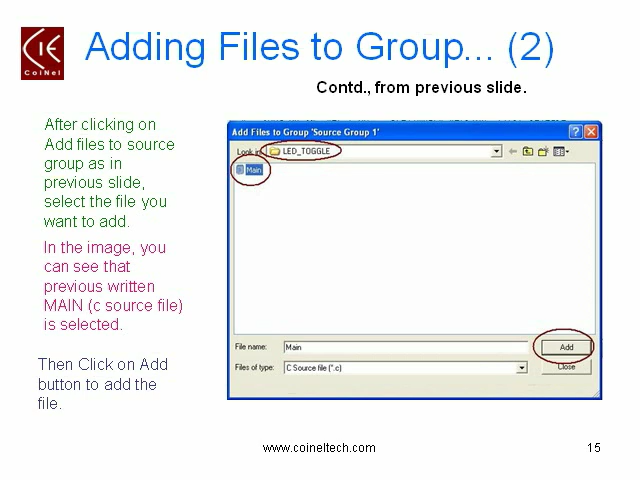 CIE
CoiNel
Adding Files to Group... (2)
Contd., from previous slide.
After clicking on
Add files to source
group as in
previous slide,
select the file you
want to add.
In the image, you
can see that
previous written
MAIN (c source file)
is selected.
Then Click on Add
button to add the
file.
Add Files to Group 'Source Group 1'
Look in:
LED_TOGGLE
Main
File name:
Main
Add
Files of type:
C Source file (*.c)
Close
www.coineltech.com
15